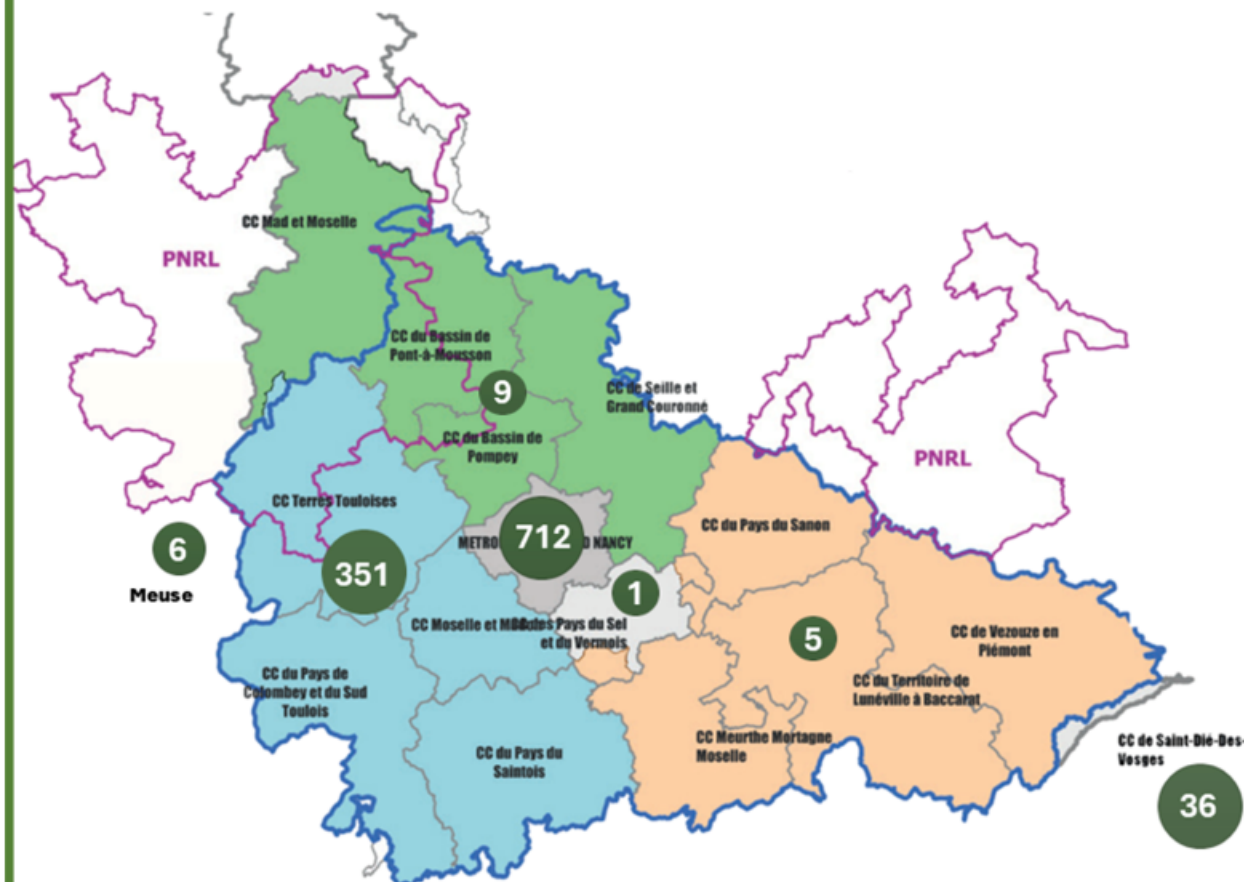 CC Mad et Moselle
PNRL
CC du Bassin de
Pont-à-Mousson
9
CC de Seille et
Grand Couronné
CC du Bassin de
Pompey
PNRL
CC Terres Touloises
CC du Pays du Sanon
METRO
712
NANCY
6
Meuse
351
1
CC Moselle et
Pays du Sel
et du Vermois
5
CC de Vezouze en
Piémont
CC du Pays de
Colombey et du Sud
Toulois
CC du Territoire de
Lunéville à Baccarat
CC Meurthe Mortagne
Moselle
CC du Pays du
Saintois
CC de Saint-Dié-Des-
Vosges
36